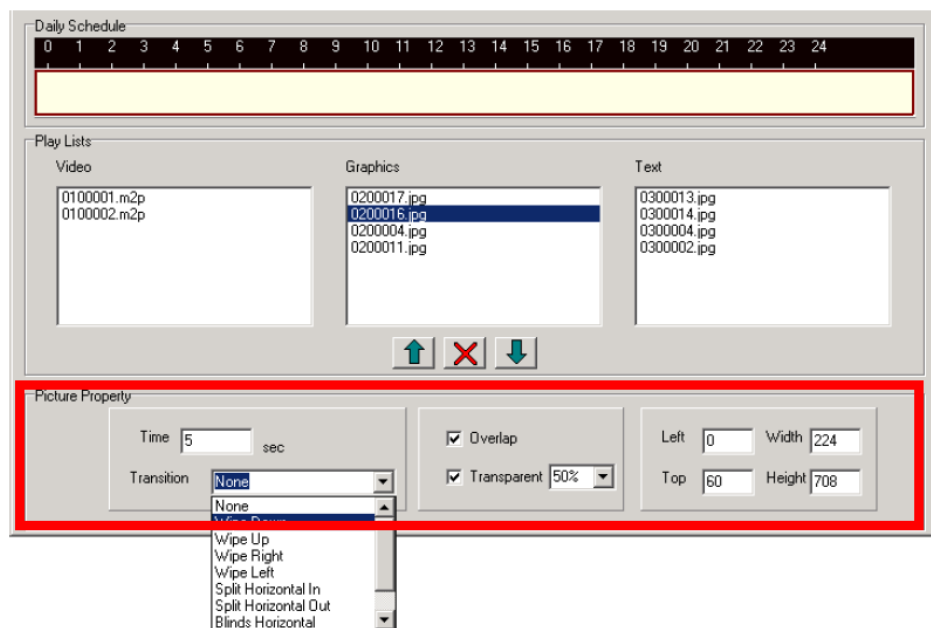 Daily Schedule
0 1 2 3 4 5 6 7 8 9 10 11 12 13 14 15 16 17 18 19 20 21 22 23 24
Play Lists
Video Graphics Text
0100001.m2p
0100002.m2p
0200017.jpg
0200016.jpg
0200004.jpg
0200011.jpg
0300013.jpg
0300014.jpg
0300004.jpg
0300002.jpg
Picture Property
Time 5 sec
Transition None
None
Wipe Down
Wipe Up
Wipe Right
Wipe Left
Split Horizontal In
Split Horizontal Out
Blinds Horizontal
Overlap
Transparent 50%
Left 0 Width 224
Top 60 Height 708